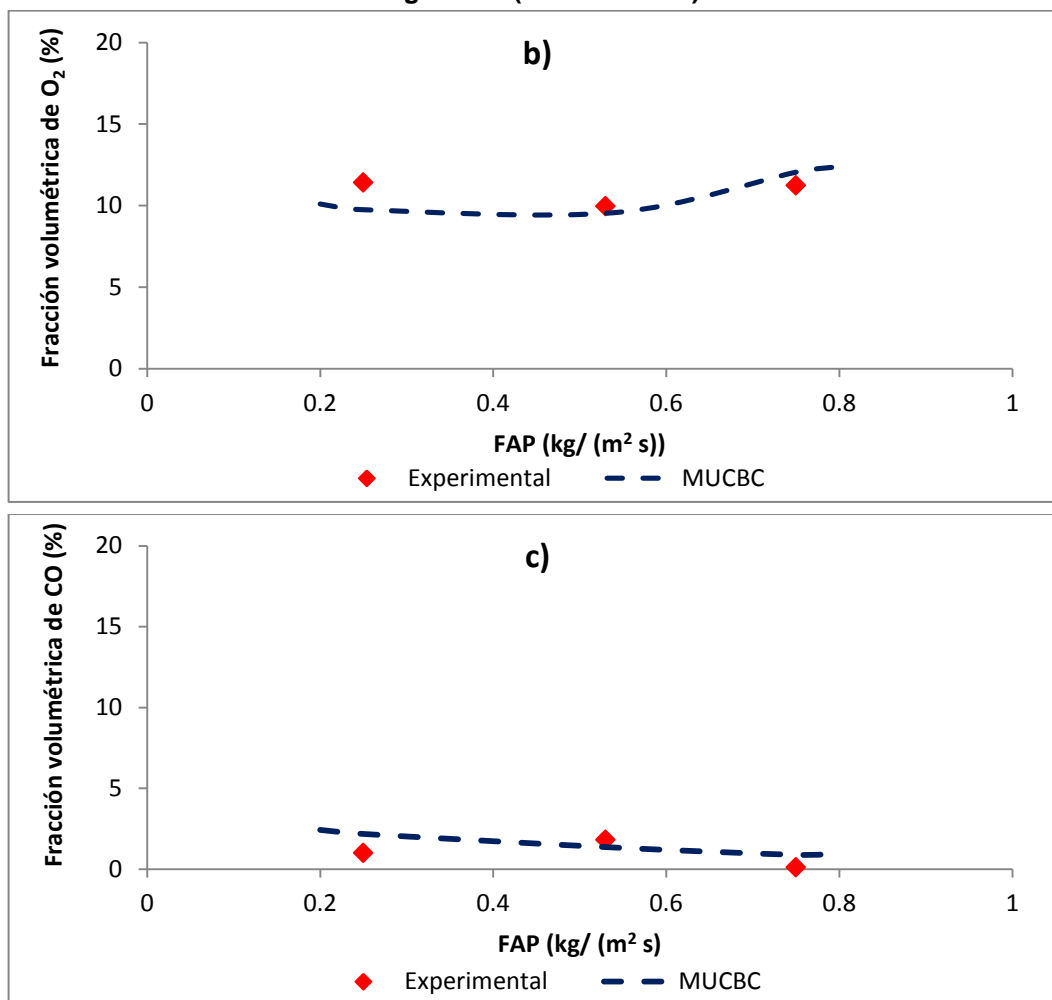 b)
Fracción volumétrica de O2 (%)
20
15
10
5
0
0 0.2 0.4 0.6 0.8 1
FAP (kg/ (m2 s))
Experimental MUCBC
c)
Fracción volumétrica de CO (%)
20
15
10
5
0
0 0.2 0.4 0.6 0.8 1
FAP (kg/ (m2 s)
Experimental MUCBC